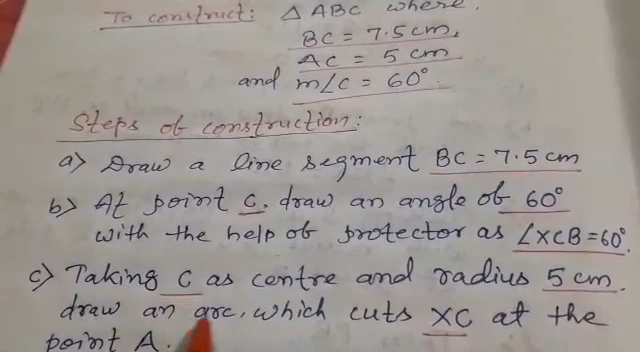 To construct: △ ABC where.
BC = 7.5cm,
AC = 5 cm
and m∠C = 60°.
Steps of construction:
a) Draw a line segment BC = 7.5 cm
b) At point C, draw an angle of 60°
with the help of protector as ∠XCB = 60°.
c) Taking C as centre and radius 5 cm.
draw an arc, which cuts XC at the
point A.